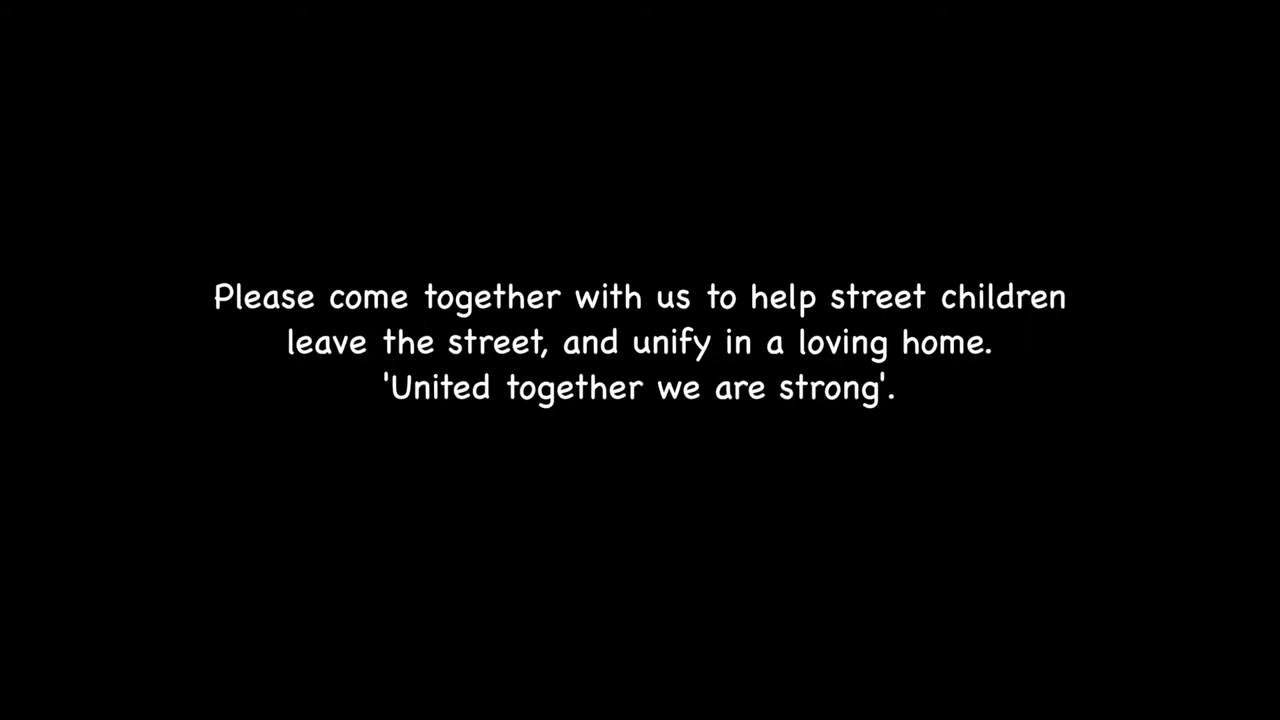 Please come together with us to help street children
leave the street, and unify in a loving home.
'United together we are strong'.